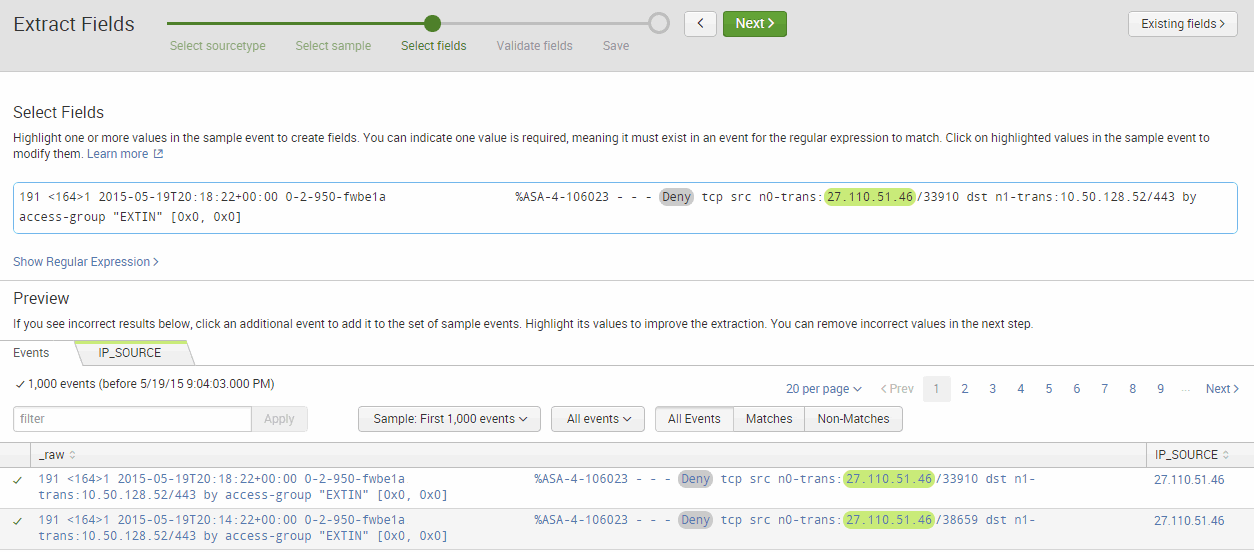 Extract Fields
Next >
Existing fields >
Select sourcetype
Select sample
Select fields
Validate fields
Save
Select Fields
Highlight one or more values in the sample event to create fields. You can indicate one value is required, meaning it must exist in an event for the regular expression to match. Click on highlighted values in the sample event to
modify them. Learn more
191 <164>1 2015-05-19T20:18:22+00:00 0-2-950-fwbe1a %ASA-4-106023 - - - Deny tcp src n0-trans:27.110.51.46/33910 dst n1-trans:10.50.128.52/443 by
access-group "EXTIN" [0x0, 0x0]
Show Regular Expression >
Preview
If you see incorrect results below, click an additional event to add it to the set of sample events. Highlight its values to improve the extraction. You can remove incorrect values in the next step.
Events
IP_SOURCE
✓ 1,000 events (before 5/19/15 9:04:03.000 PM)
20 per page
< Prev 1 2 3 4 5 6 7 8 9 ... Next >
filter
Apply
Sample: First 1,000 events
All events
All Events
Matches
Non-Matches
_raw
IP_SOURCE
191 <164>1 2015-05-19T20:18:22+00:00 0-2-950-fwbe1a %ASA-4-106023 - - - Deny tcp src n0-trans:27.110.51.46/33910 dst n1-
27.110.51.46
trans:10.50.128.52/443 by access-group "EXTIN" [0x0, 0x0]
191 <164>1 2015-05-19T20:14:22+00:00 0-2-950-fwbe1a %ASA-4-106023 - - - Deny tcp src n0-trans:27.110.51.46/38659 dst n1-
27.110.51.46
trans:10.50.128.52/443 by access-group "EXTIN" [0x0, 0x0]